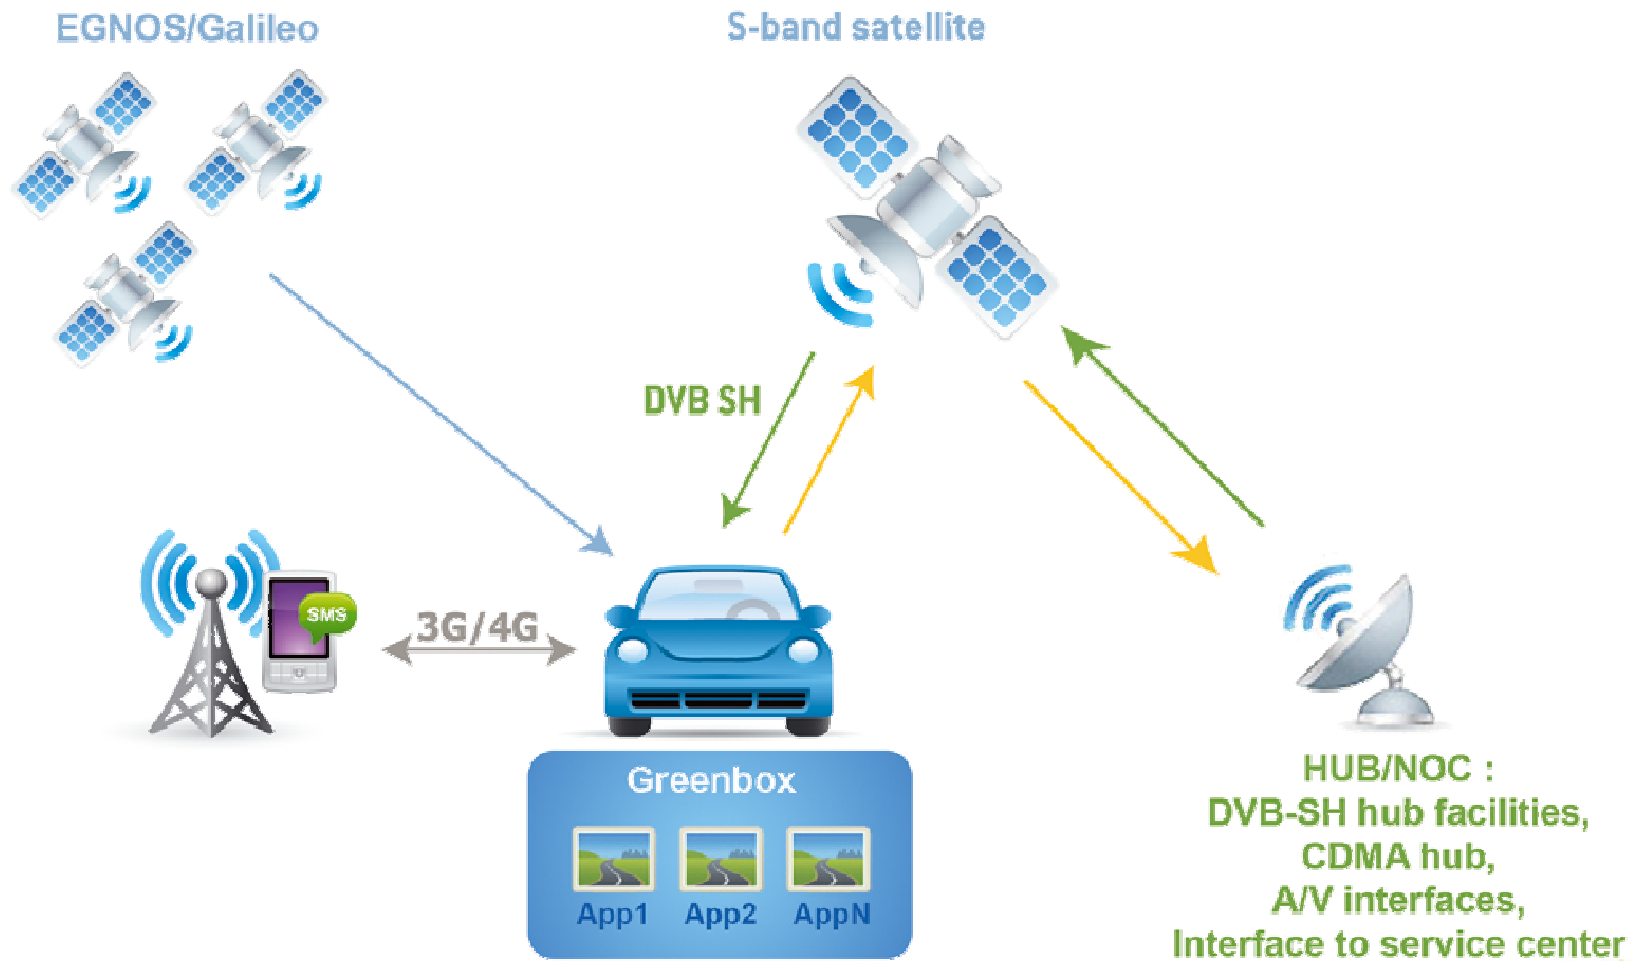 EGNOS/Galileo
S-band satellite
DVB SH
SMS
3G/4G
Greenbox
App1
App2
AppN
HUB/NOC :
DVB-SH hub facilities,
CDMA hub,
A/V interfaces,
Interface to service center